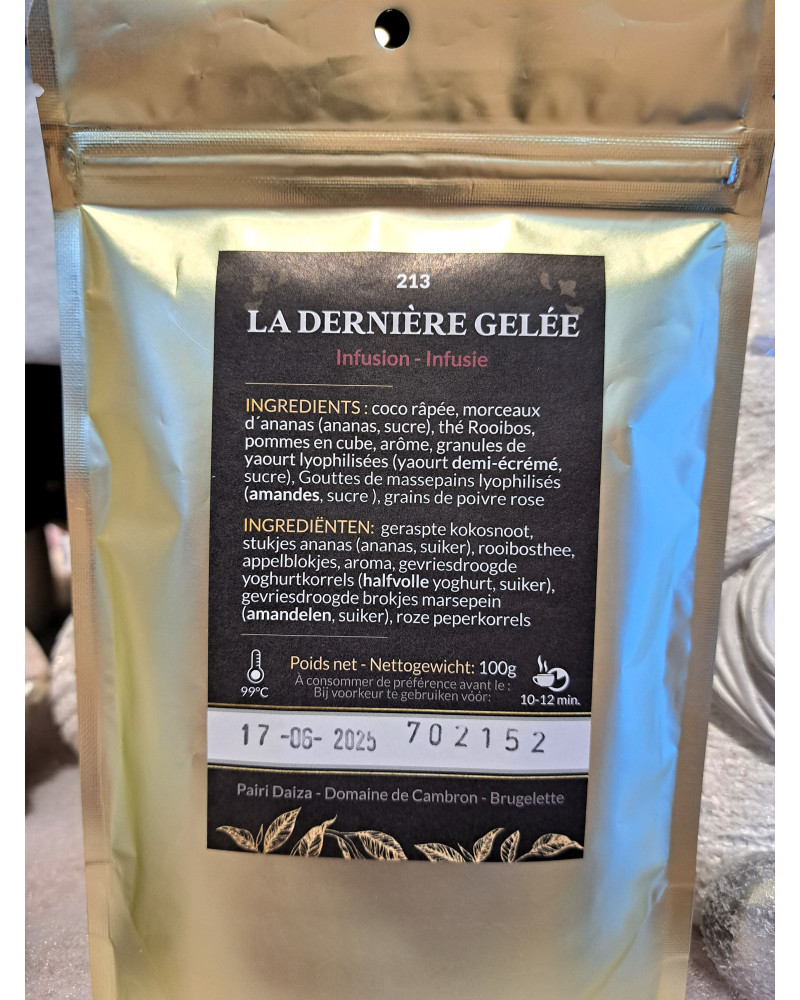 213
LA DERNIÈRE GELÉE
Infusion - Infusie
INGREDIENTS : coco râpée, morceaux
d´ananas (ananas, sucre), thé Rooibos,
pommes en cube, arôme, granules de
yaourt lyophilisées (yaourt demi-écrémé,
sucre), Gouttes de massepains lyophilisés
(amandes, sucre ), grains de poivre rose
INGREDIËNTEN: geraspte kokosnoot,
stukjes ananas (ananas, suiker), rooibosthee,
appelblokjes, aroma, gevriesdroogde
yoghurtkorrels (halfvolle yoghurt, suiker),
gevriesdroogde brokjes marsepein
(amandelen, suiker), roze peperkorrels
Poids net - Nettogewicht: 100g
À consommer de préférence avant le :
Bij voorkeur te gebruiken vóór:
99°C
10-12 min.
17-06-2025 702152
Pairi Daiza - Domaine de Cambron - Brugelette